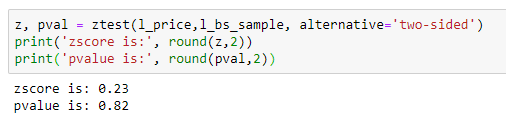 z, pval = ztest(l_price,l_bs_sample, alternative='two-sided')
print('zscore is:', round(z,2))
print('pvalue is:', round(pval,2))
zscore is: 0.23
pvalue is: 0.82